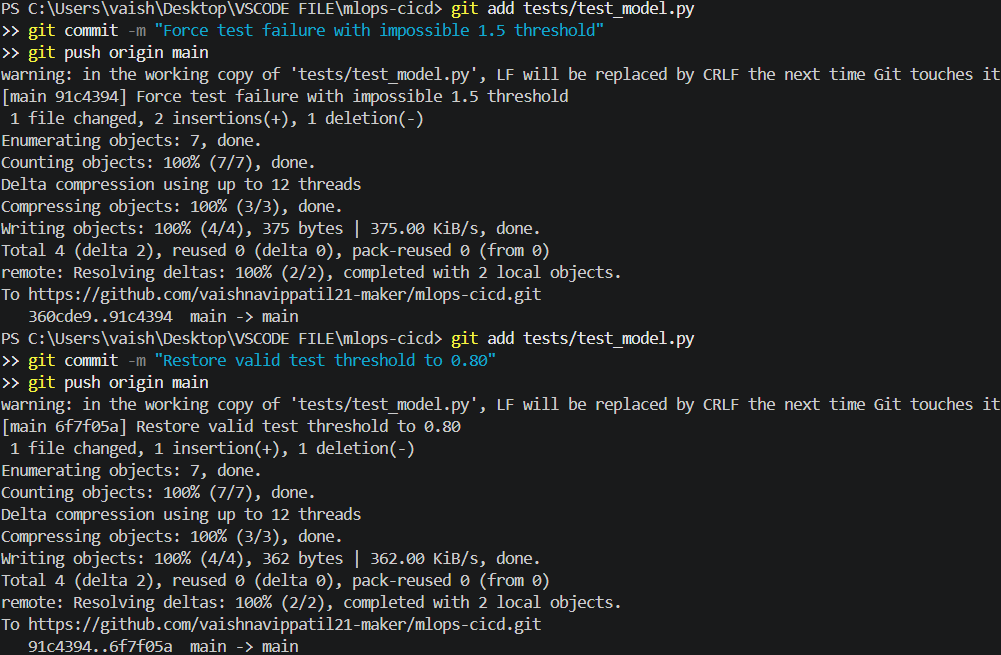 PS C:\Users\vaish\Desktop\VSCODE FILE\mlops-cicd> git add tests/test_model.py
>> git commit -m "Force test failure with impossible 1.5 threshold"
>> git push origin main
warning: in the working copy of 'tests/test_model.py', LF will be replaced by CRLF the next time Git touches it
[main 91c4394] Force test failure with impossible 1.5 threshold
 1 file changed, 2 insertions(+), 1 deletion(-)
Enumerating objects: 7, done.
Counting objects: 100% (7/7), done.
Delta compression using up to 12 threads
Compressing objects: 100% (3/3), done.
Writing objects: 100% (4/4), 375 bytes | 375.00 KiB/s, done.
Total 4 (delta 2), reused 0 (delta 0), pack-reused 0 (from 0)
remote: Resolving deltas: 100% (2/2), completed with 2 local objects.
To https://github.com/vaishnavippatil21-maker/mlops-cicd.git
   360cde9..91c4394  main -> main
PS C:\Users\vaish\Desktop\VSCODE FILE\mlops-cicd> git add tests/test_model.py
>> git commit -m "Restore valid test threshold to 0.80"
>> git push origin main
warning: in the working copy of 'tests/test_model.py', LF will be replaced by CRLF the next time Git touches it
[main 6f7f05a] Restore valid test threshold to 0.80
 1 file changed, 1 insertion(+), 1 deletion(-)
Enumerating objects: 7, done.
Counting objects: 100% (7/7), done.
Delta compression using up to 12 threads
Compressing objects: 100% (3/3), done.
Writing objects: 100% (4/4), 362 bytes | 362.00 KiB/s, done.
Total 4 (delta 2), reused 0 (delta 0), pack-reused 0 (from 0)
remote: Resolving deltas: 100% (2/2), completed with 2 local objects.
To https://github.com/vaishnavippatil21-maker/mlops-cicd.git
   91c4394..6f7f05a  main -> main